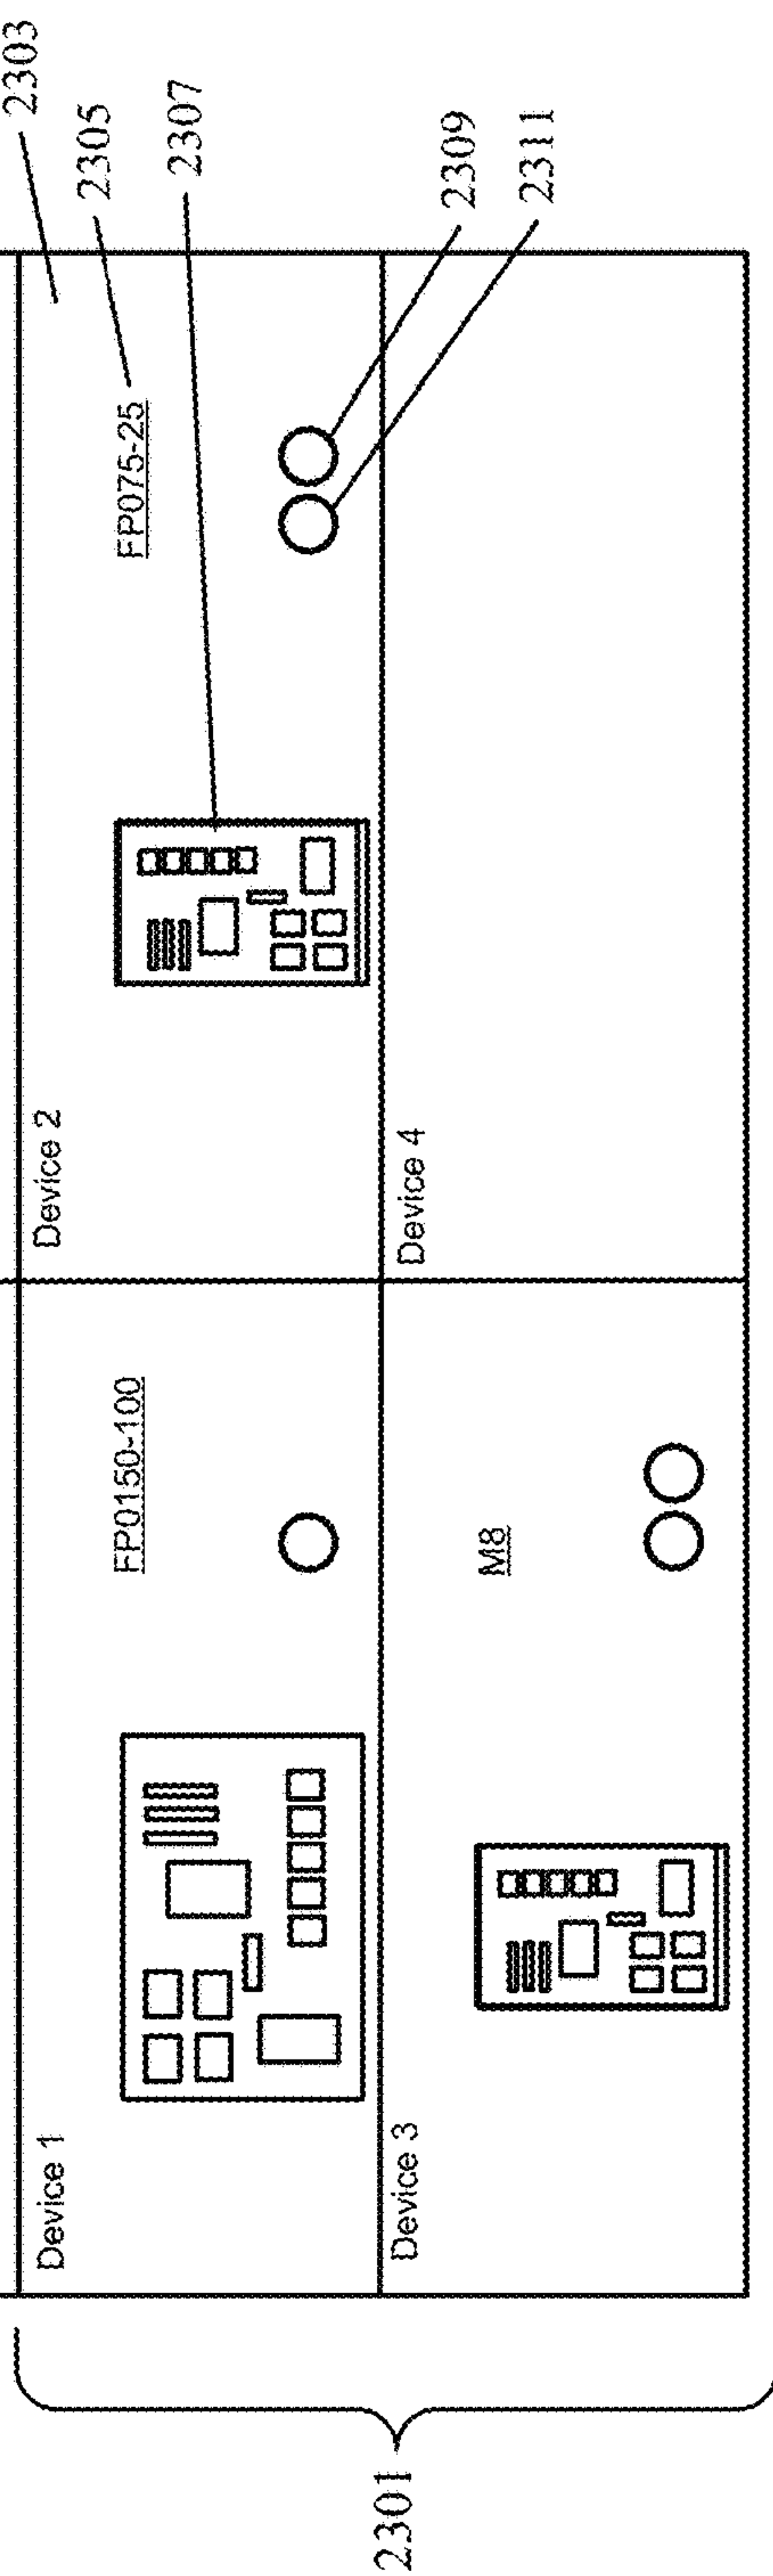 2303
2305
2307
Device 1
FP0150-100
Device 2
FP075-25
2309
2311
2301
Device 3
M8
Device 4